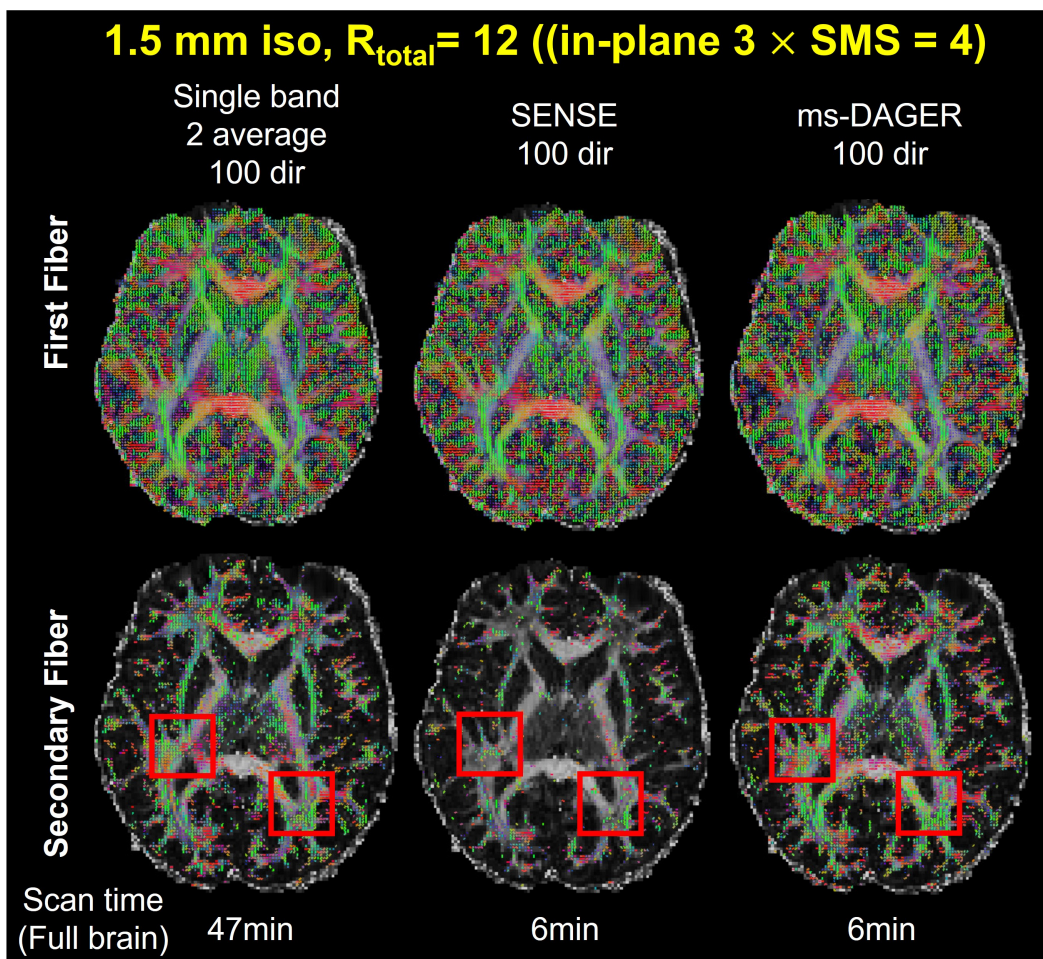 1.5 mm iso, Rtotal= 12 ((in-plane 3 × SMS = 4)
Single band
2 average
100 dir
SENSE
100 dir
ms-DAGER
100 dir
First Fiber
Secondary Fiber
Scan time
(Full brain)
47min
6min
6min